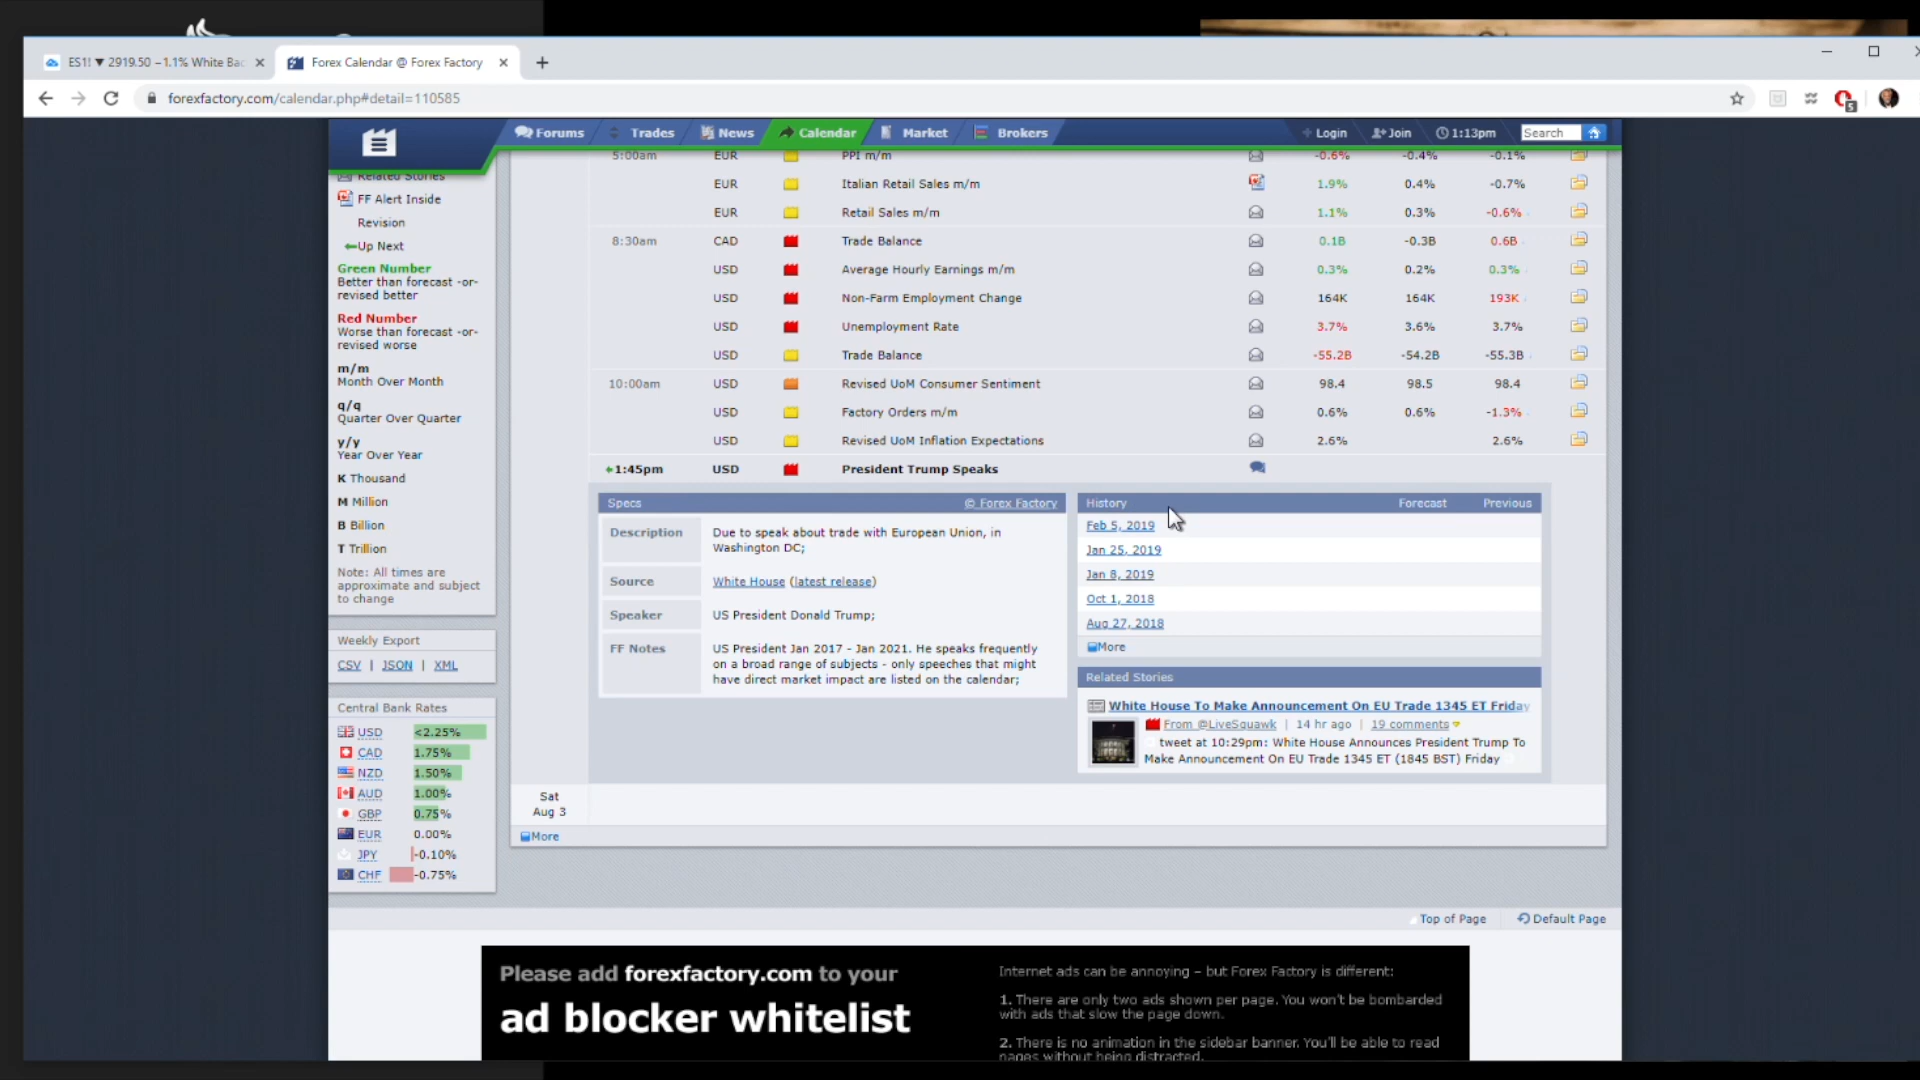 ES1! ▼ 2919.50 −1.1% White Bac
Forex Calendar @ Forex Factory
forexfactory.com/calendar.php#detail=110585
Forums
Trades
News
Calendar
Market
Brokers
Login
Join
1:13pm
Search
Related Stories
FF Alert Inside
Revision
Up Next
Green Number
Better than forecast -or-
revised better
Red Number
Worse than forecast -or-
revised worse
m/m
Month Over Month
q/q
Quarter Over Quarter
y/y
Year Over Year
K Thousand
M Million
B Billion
T Trillion
Note: All times are
approximate and subject
to change
Weekly Export
CSV | JSON | XML
Central Bank Rates
USD <2.25%
CAD 1.75%
NZD 1.50%
AUD 1.00%
GBP 0.75%
EUR 0.00%
JPY -0.10%
CHF -0.75%
5:00am EUR PPI m/m -0.6% -0.4% -0.1%
EUR Italian Retail Sales m/m 1.9% 0.4% -0.7%
EUR Retail Sales m/m 1.1% 0.3% -0.6%
8:30am CAD Trade Balance 0.1B -0.3B 0.6B
USD Average Hourly Earnings m/m 0.3% 0.2% 0.3%
USD Non-Farm Employment Change 164K 164K 193K
USD Unemployment Rate 3.7% 3.6% 3.7%
USD Trade Balance -55.2B -54.2B -55.3B
10:00am USD Revised UoM Consumer Sentiment 98.4 98.5 98.4
USD Factory Orders m/m 0.6% 0.6% -1.3%
USD Revised UoM Inflation Expectations 2.6% 2.6%
1:45pm USD President Trump Speaks
Specs © Forex Factory
Description Due to speak about trade with European Union, in
Washington DC;
Source White House (latest release)
Speaker US President Donald Trump;
FF Notes US President Jan 2017 - Jan 2021. He speaks frequently
on a broad range of subjects - only speeches that might
have direct market impact are listed on the calendar;
History Forecast Previous
Feb 5, 2019
Jan 25, 2019
Jan 8, 2019
Oct 1, 2018
Aug 27, 2018
More
Related Stories
White House To Make Announcement On EU Trade 1345 ET Friday
From @LiveSquawk | 14 hr ago | 19 comments
tweet at 10:29pm: White House Announces President Trump To
Make Announcement On EU Trade 1345 ET (1845 BST) Friday
Sat
Aug 3
More
Top of Page
Default Page
Please add forexfactory.com to your
ad blocker whitelist
Internet ads can be annoying – but Forex Factory is different:
1. There are only two ads shown per page. You won't be bombarded
with ads that slow the page down.
2. There is no animation in the sidebar banner. You'll be able to read
pages without being distracted.